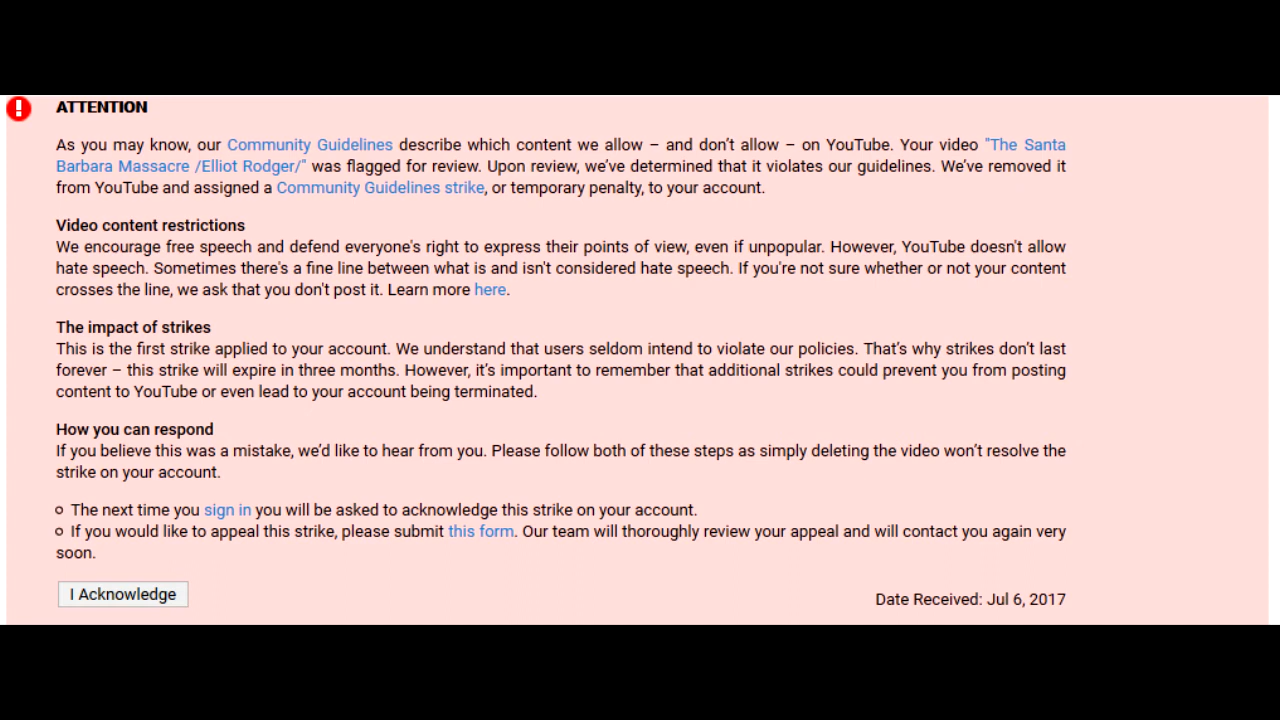 ATTENTION
As you may know, our Community Guidelines describe which content we allow – and don’t allow – on YouTube. Your video "The Santa
Barbara Massacre /Elliot Rodger/" was flagged for review. Upon review, we’ve determined that it violates our guidelines. We’ve removed it
from YouTube and assigned a Community Guidelines strike, or temporary penalty, to your account.
Video content restrictions
We encourage free speech and defend everyone's right to express their points of view, even if unpopular. However, YouTube doesn't allow
hate speech. Sometimes there's a fine line between what is and isn't considered hate speech. If you're not sure whether or not your content
crosses the line, we ask that you don't post it. Learn more here.
The impact of strikes
This is the first strike applied to your account. We understand that users seldom intend to violate our policies. That’s why strikes don’t last
forever – this strike will expire in three months. However, it’s important to remember that additional strikes could prevent you from posting
content to YouTube or even lead to your account being terminated.
How you can respond
If you believe this was a mistake, we’d like to hear from you. Please follow both of these steps as simply deleting the video won’t resolve the
strike on your account.
The next time you sign in you will be asked to acknowledge this strike on your account.
If you would like to appeal this strike, please submit this form. Our team will thoroughly review your appeal and will contact you again very
soon.
I Acknowledge
Date Received: Jul 6, 2017